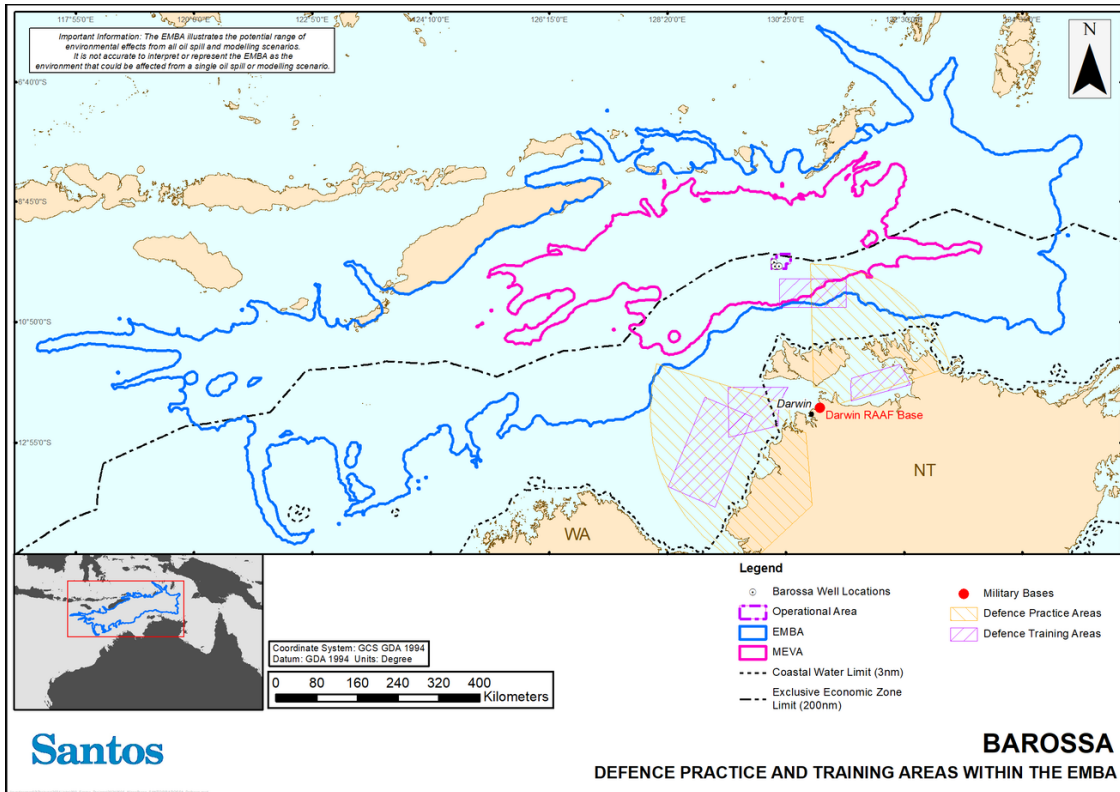 117°55'0"E 120°0'0"E 122°5'0"E 124°10'0"E 126°15'0"E 128°20'0"E 130°25'0"E
Important Information: The EMBA illustrates the potential range of
environmental effects from all oil spill and modelling scenarios.
It is not accurate to interpret or represent the EMBA as the
environment that could be affected from a single oil spill or modelling scenario.
N
6°40'0"S
8°45'0"S
10°50'0"S
12°55'0"S
Darwin
Darwin RAAF Base
NT
WA
Coordinate System: GCS GDA 1994
Datum: GDA 1994 Units: Degree
0 80 160 240 320 400
Kilometers
Legend
Barossa Well Locations
Operational Area
EMBA
MEVA
Coastal Water Limit (3nm)
Exclusive Economic Zone
Limit (200nm)
Military Bases
Defence Practice Areas
Defence Training Areas
Santos
BAROSSA
DEFENCE PRACTICE AND TRAINING AREAS WITHIN THE EMBA